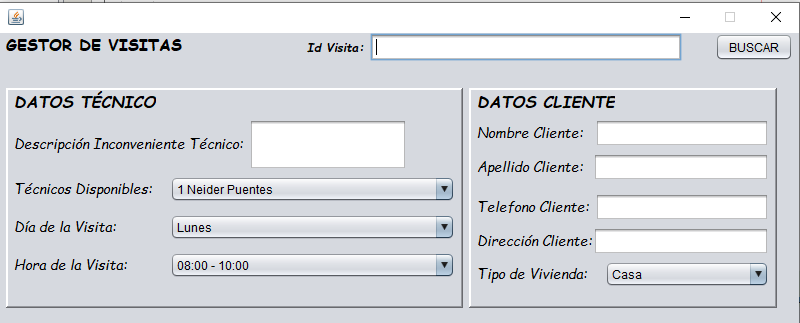 GESTOR DE VISITAS
Id Visita:
BUSCAR
DATOS TÉCNICO
Descripción Inconveniente Técnico:
Técnicos Disponibles: 1 Neider Puentes
Día de la Visita: Lunes
Hora de la Visita: 08:00 - 10:00
DATOS CLIENTE
Nombre Cliente:
Apellido Cliente:
Telefono Cliente:
Dirección Cliente:
Tipo de Vivienda: Casa